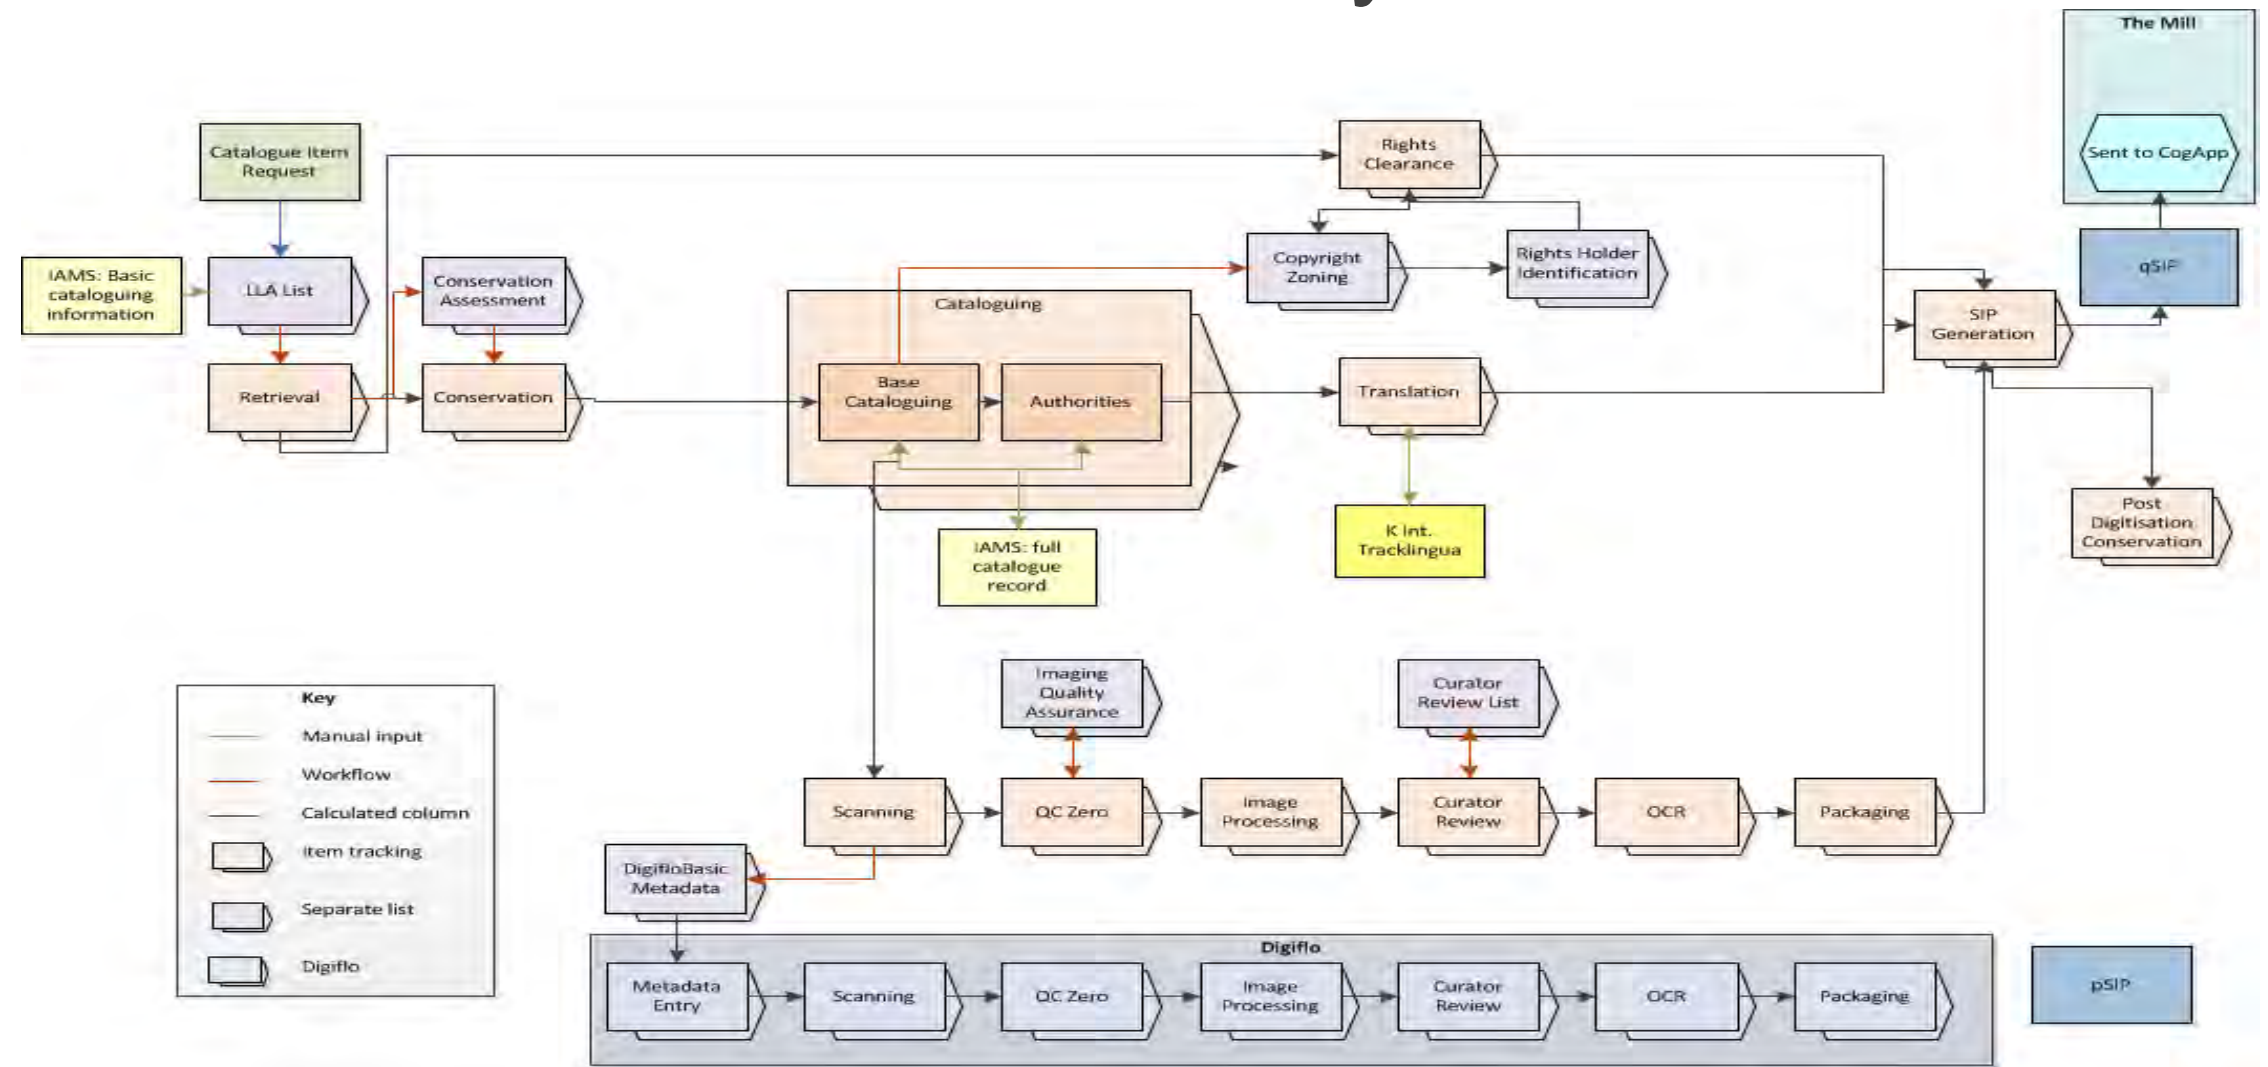 The Mill
Sent to CogApp
Catalogue Item
Request
Rights
Clearance
IAMS: Basic
cataloguing
information
LLA List
Conservation
Assessment
Copyright
Zoning
Rights Holder
Identification
qSIP
Cataloguing
SIP
Generation
Retrieval
Conservation
Base
Cataloguing
Authorities
Translation
IAMS: full
catalogue
record
K Int.
Tracklingua
Post
Digitisation
Conservation
Key
Manual input
Workflow
Calculated column
Item tracking
Separate list
Digiflo
Imaging
Quality
Assurance
Curator
Review List
Scanning
QC Zero
Image
Processing
Curator
Review
OCR
Packaging
DigifloBasic
Metadata
Digiflo
Metadata
Entry
Scanning
QC Zero
Image
Processing
Curator
Review
OCR
Packaging
pSIP